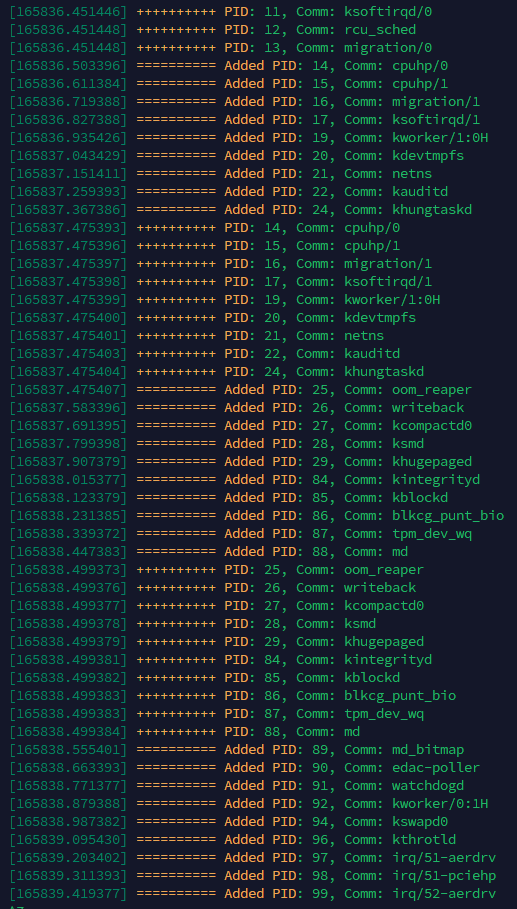 [165836.451446] ++++++++++ PID: 11, Comm: ksoftirqd/0
[165836.451448] ++++++++++ PID: 12, Comm: rcu_sched
[165836.451448] ++++++++++ PID: 13, Comm: migration/0
[165836.503396] ========== Added PID: 14, Comm: cpuhp/0
[165836.611384] ========== Added PID: 15, Comm: cpuhp/1
[165836.719388] ========== Added PID: 16, Comm: migration/1
[165836.827388] ========== Added PID: 17, Comm: ksoftirqd/1
[165836.935426] ========== Added PID: 19, Comm: kworker/1:0H
[165837.043429] ========== Added PID: 20, Comm: kdevtmpfs
[165837.151411] ========== Added PID: 21, Comm: netns
[165837.259393] ========== Added PID: 22, Comm: kauditd
[165837.367386] ========== Added PID: 24, Comm: khungtaskd
[165837.475393] ++++++++++ PID: 14, Comm: cpuhp/0
[165837.475396] ++++++++++ PID: 15, Comm: cpuhp/1
[165837.475397] ++++++++++ PID: 16, Comm: migration/1
[165837.475398] ++++++++++ PID: 17, Comm: ksoftirqd/1
[165837.475399] ++++++++++ PID: 19, Comm: kworker/1:0H
[165837.475400] ++++++++++ PID: 20, Comm: kdevtmpfs
[165837.475401] ++++++++++ PID: 21, Comm: netns
[165837.475403] ++++++++++ PID: 22, Comm: kauditd
[165837.475404] ++++++++++ PID: 24, Comm: khungtaskd
[165837.475407] ========== Added PID: 25, Comm: oom_reaper
[165837.583396] ========== Added PID: 26, Comm: writeback
[165837.691395] ========== Added PID: 27, Comm: kcompactd0
[165837.799398] ========== Added PID: 28, Comm: ksmd
[165837.907379] ========== Added PID: 29, Comm: khugepaged
[165838.015377] ========== Added PID: 84, Comm: kintegrityd
[165838.123379] ========== Added PID: 85, Comm: kblockd
[165838.231385] ========== Added PID: 86, Comm: blkcg_punt_bio
[165838.339372] ========== Added PID: 87, Comm: tpm_dev_wq
[165838.447383] ========== Added PID: 88, Comm: md
[165838.499373] ++++++++++ PID: 25, Comm: oom_reaper
[165838.499376] ++++++++++ PID: 26, Comm: writeback
[165838.499377] ++++++++++ PID: 27, Comm: kcompactd0
[165838.499378] ++++++++++ PID: 28, Comm: ksmd
[165838.499379] ++++++++++ PID: 29, Comm: khugepaged
[165838.499381] ++++++++++ PID: 84, Comm: kintegrityd
[165838.499382] ++++++++++ PID: 85, Comm: kblockd
[165838.499383] ++++++++++ PID: 86, Comm: blkcg_punt_bio
[165838.499383] ++++++++++ PID: 87, Comm: tpm_dev_wq
[165838.499384] ++++++++++ PID: 88, Comm: md
[165838.555401] ========== Added PID: 89, Comm: md_bitmap
[165838.663393] ========== Added PID: 90, Comm: edac-poller
[165838.771377] ========== Added PID: 91, Comm: watchdogd
[165838.879388] ========== Added PID: 92, Comm: kworker/0:1H
[165838.987382] ========== Added PID: 94, Comm: kswapd0
[165839.095430] ========== Added PID: 96, Comm: kthrotld
[165839.203402] ========== Added PID: 97, Comm: irq/51-aerdrv
[165839.311393] ========== Added PID: 98, Comm: irq/51-pciehp
[165839.419377] ========== Added PID: 99, Comm: irq/52-aerdrv